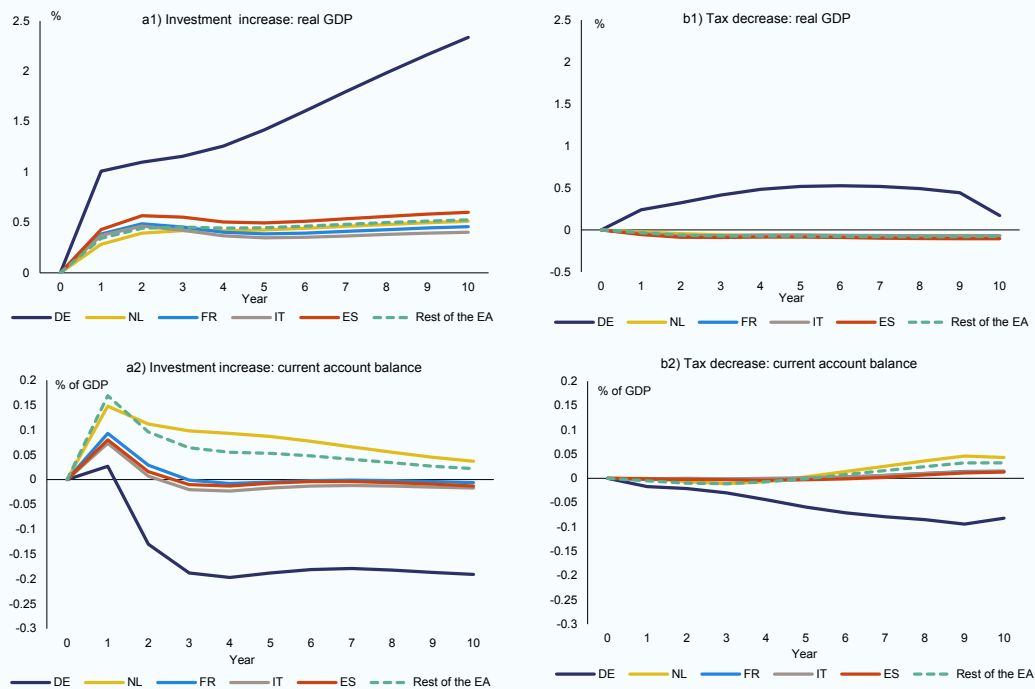 a1) Investment increase: real GDP
%
2.5
2
1.5
1
0.5
0
0 1 2 3 4 5 6 7 8 9 10
Year
DE NL FR IT ES Rest of the EA
b1) Tax decrease: real GDP
%
2.5
2
1.5
1
0.5
0
-0.5
0 1 2 3 4 5 6 7 8 9 10
Year
DE NL FR IT ES Rest of the EA
a2) Investment increase: current account balance
% of GDP
0.2
0.15
0.1
0.05
0
-0.05
-0.1
-0.15
-0.2
-0.25
-0.3
0 1 2 3 4 5 6 7 8 9 10
Year
DE NL FR IT ES Rest of the EA
b2) Tax decrease: current account balance
% of GDP
0.2
0.15
0.1
0.05
0
-0.05
-0.1
-0.15
-0.2
-0.25
-0.3
0 1 2 3 4 5 6 7 8 9 10
Year
DE NL FR IT ES Rest of the EA